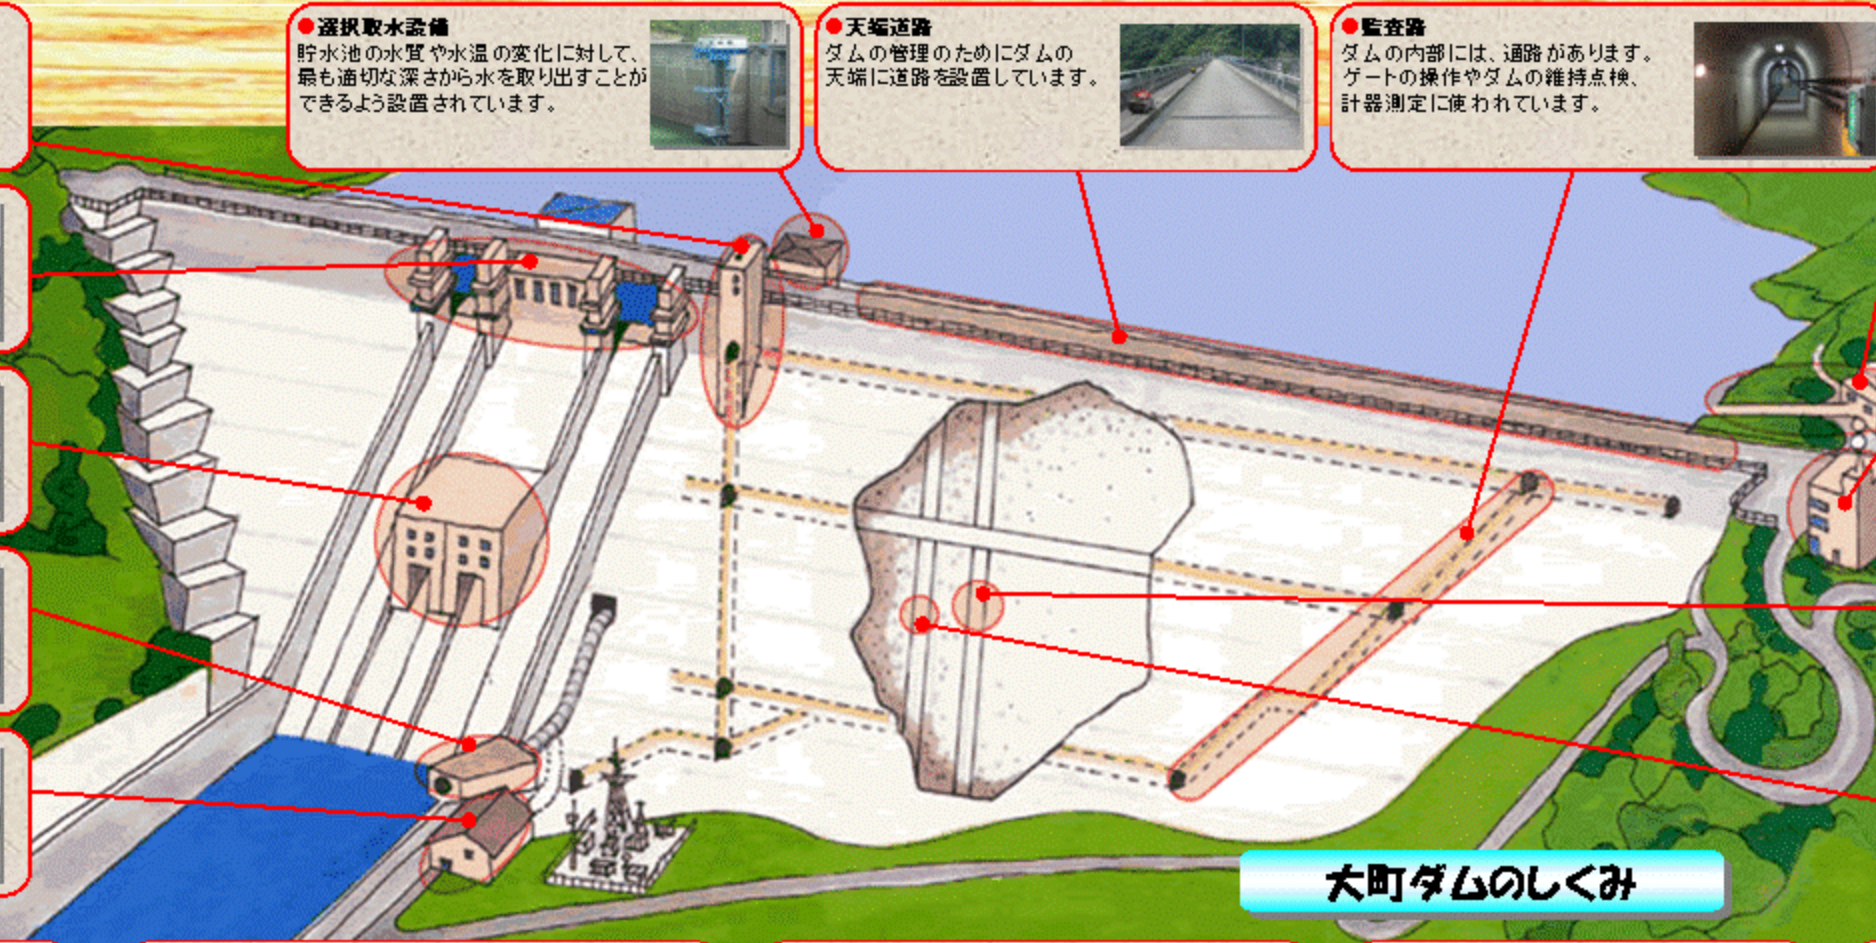 ●選択取水設備
貯水池の水質や水温の変化に対して、
最も適切な深さから水を取り出すことが
できるよう設置されています。
●天端道路
ダムの管理のためにダムの
天端に道路を設置しています。
●監査路
ダムの内部には、通路があります。
ゲートの操作やダムの維持点検、
計器測定に使われています。
大町ダムのしくみ